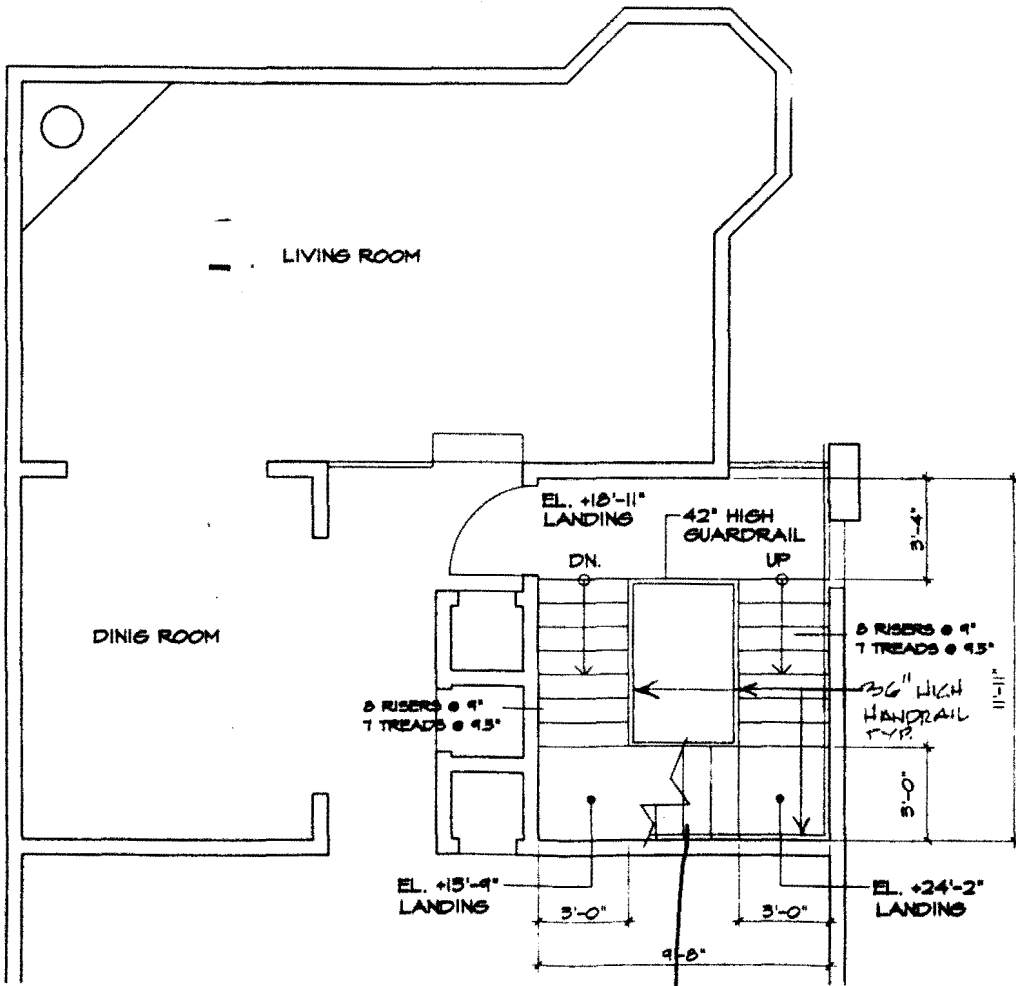 LIVING ROOM
EL. +18'-11"
LANDING
42" HIGH
GUARDRAIL
3'-4"
DN.
UP
DINIG ROOM
8 RISERS @ 9"
7 TREADS @ 9.5"
36" HIGH
HANDRAIL
TYP.
11'-11"
8 RISERS @ 9"
7 TREADS @ 9.5"
3'-0"
EL. +13'-9"
LANDING
EL. +24'-2"
LANDING
3'-0"
3'-0"
9'-8"